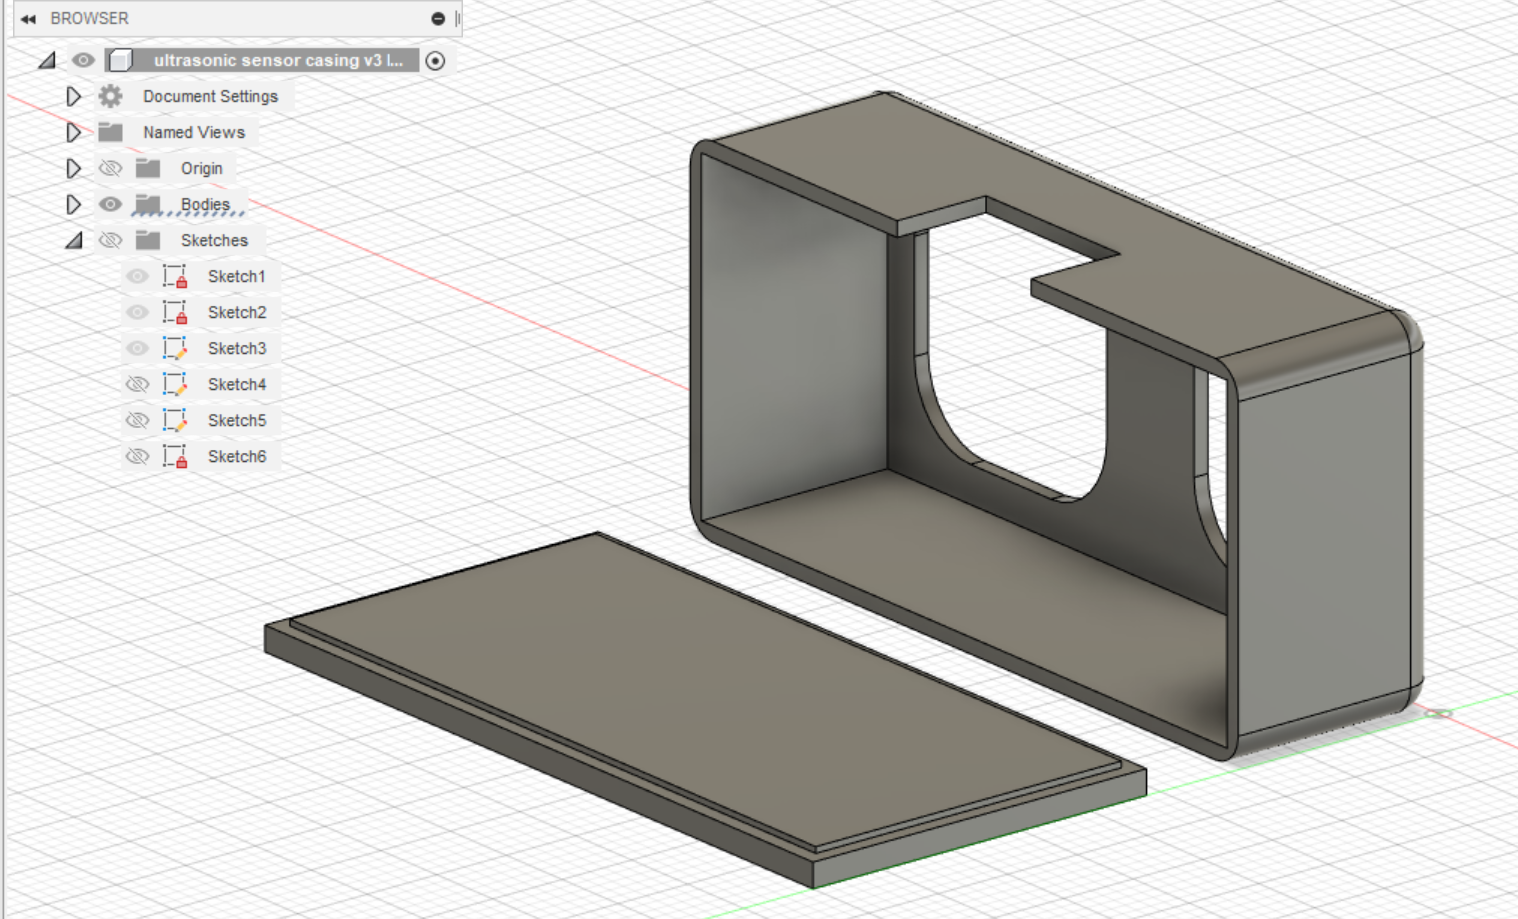 BROWSER
ultrasonic sensor casing v3 l...
Document Settings
Named Views
Origin
Bodies
Sketches
Sketch1
Sketch2
Sketch3
Sketch4
Sketch5
Sketch6